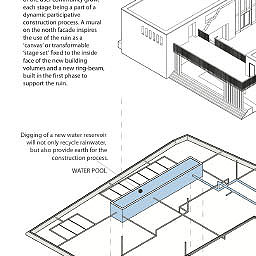 each stage being a part of a
dynamic participative
construction process. A mural
on the north facade inspires
the use of the ruin as a
'canvas' or transformable
'stage set' fixed to the inside
face of the new building
volumes and a new ring-beam,
built in the first phase to
support the ruin.
Digging of a new water reservoir
will not only recycle rainwater,
but also provide earth for the
construction process.
WATER POOL